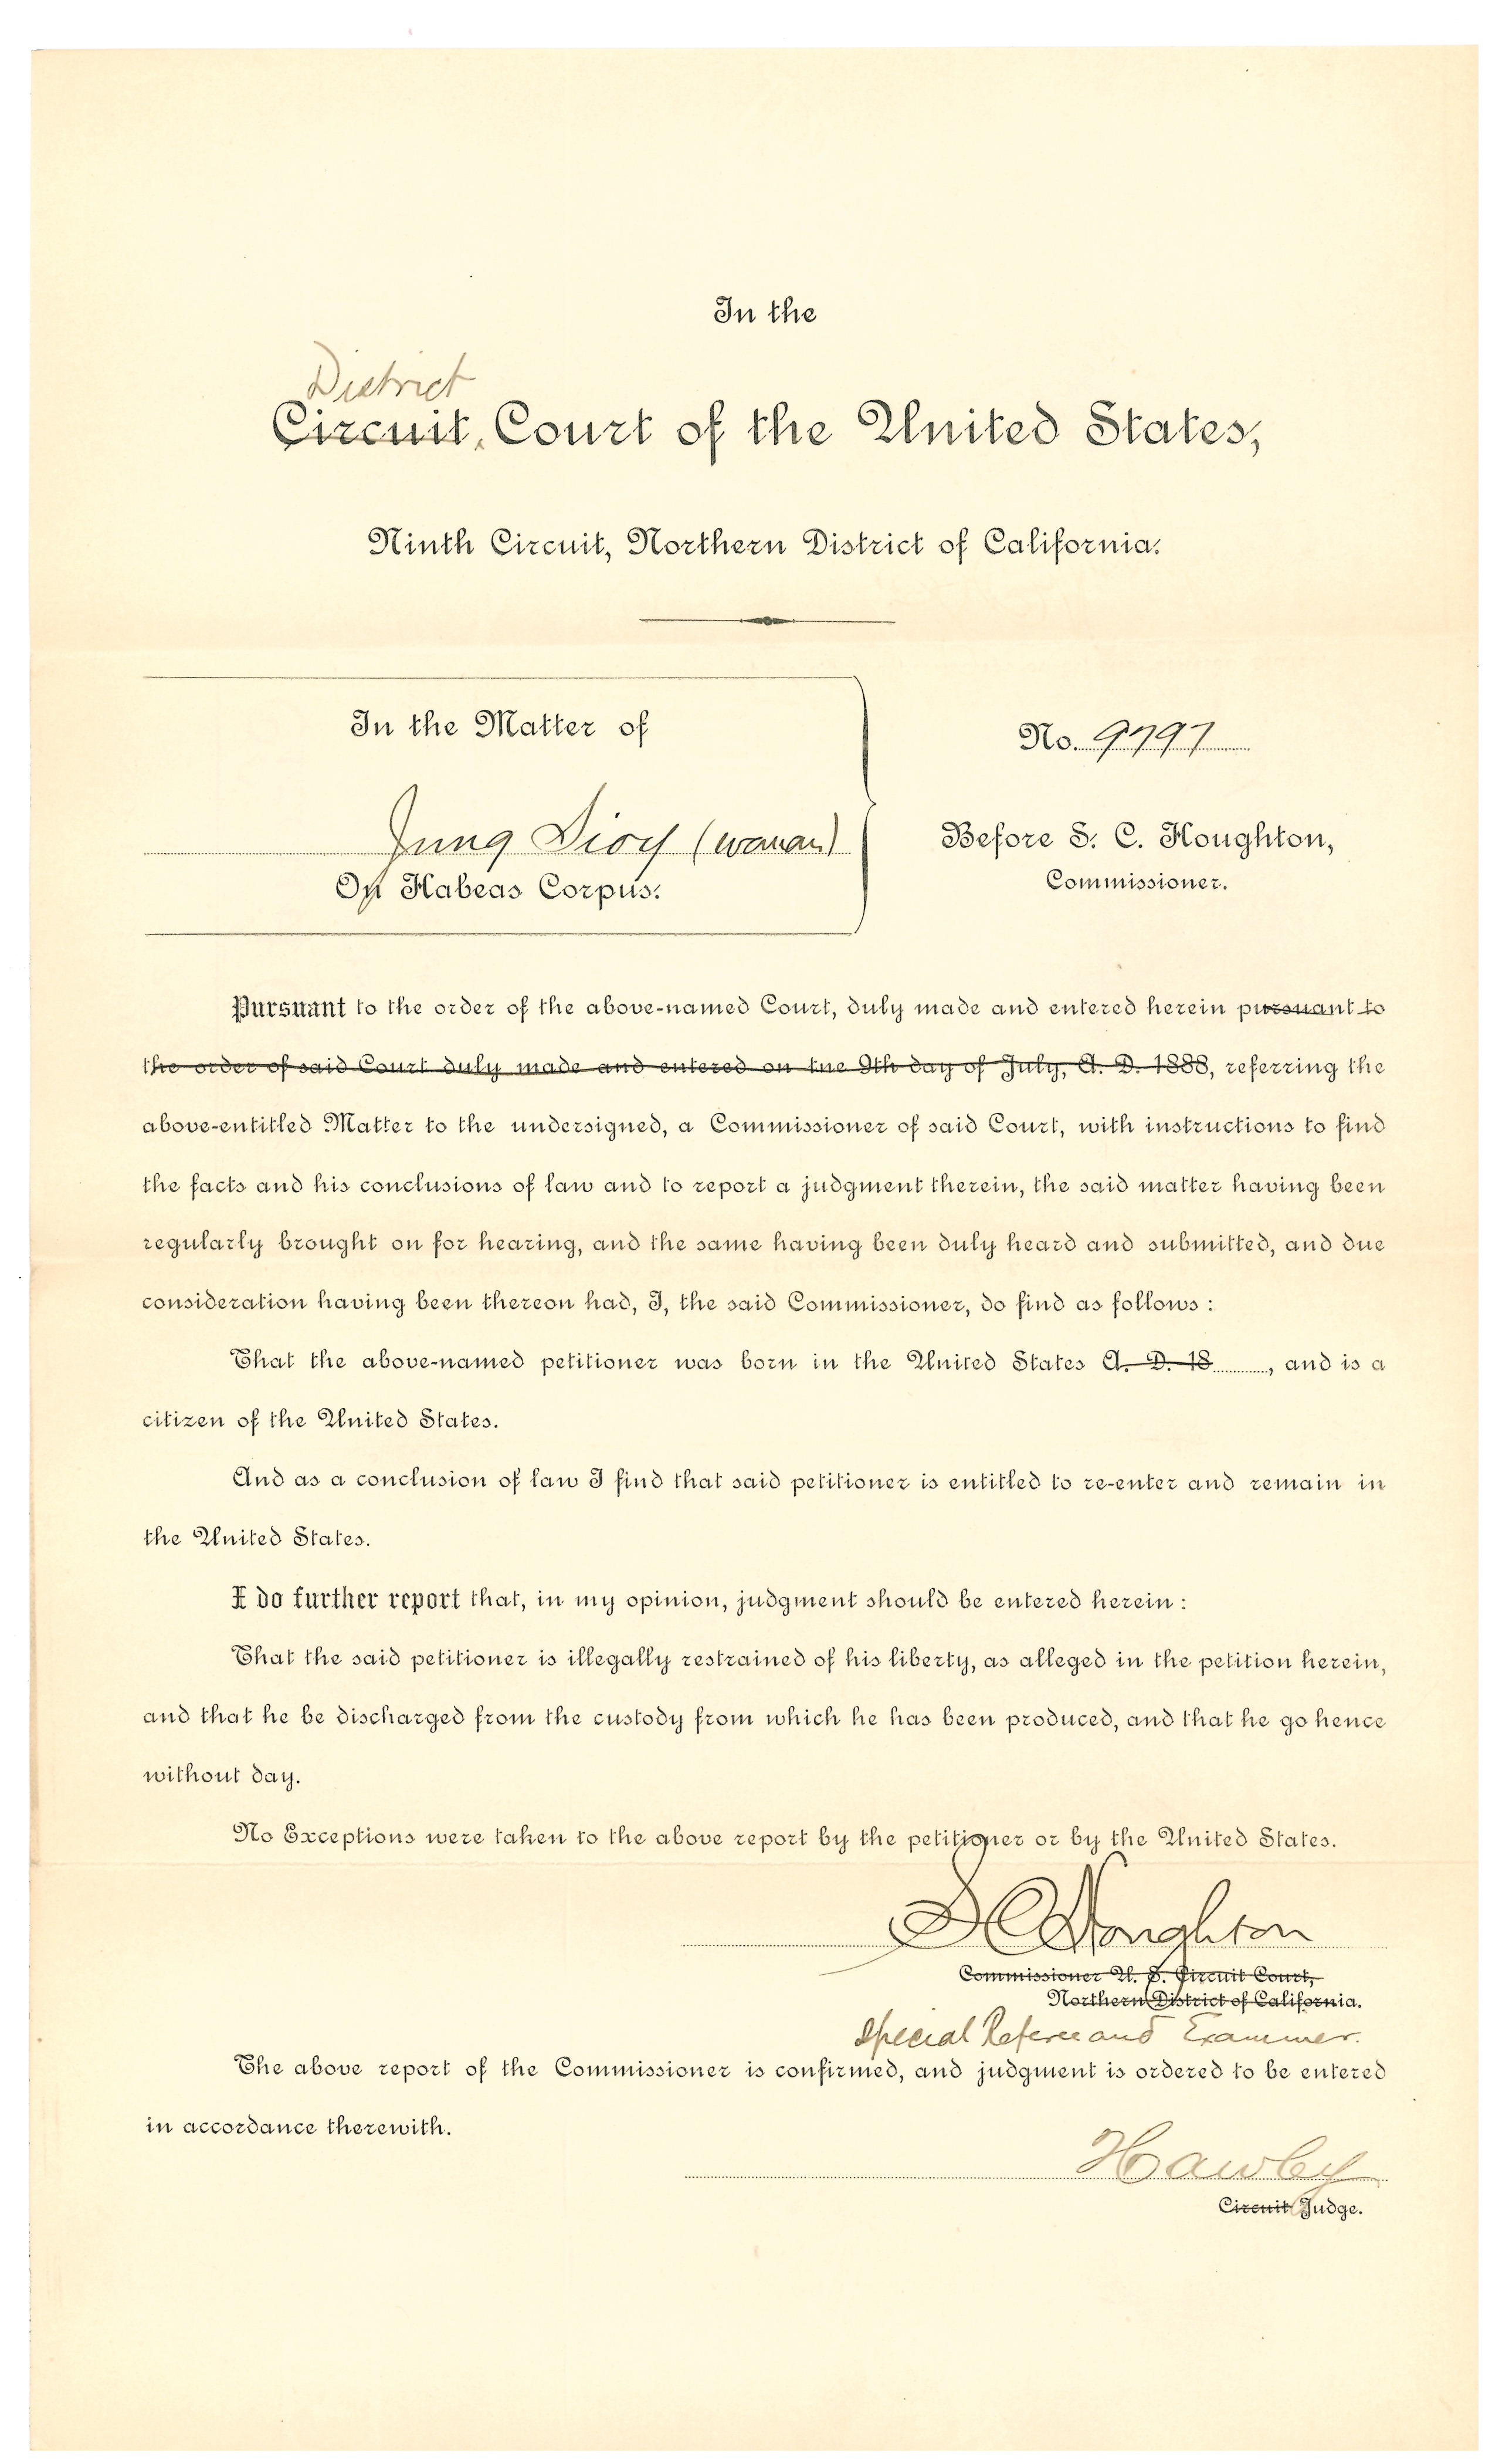 In the
District
Circuit, Court of the United States,
Ninth Circuit, Northern District of California.
In the Matter of
Jung Dioy (woman)
On Habeas Corpus.
No. 9797
Before S. C. Houghton,
Commissioner.
Pursuant to the order of the above-named Court, duly made and entered herein pursuant to
the order of said Court duly made and entered on tne 9th day of July, A. D. 1888, referring the
above-entitled Matter to the undersigned, a Commissioner of said Court, with instructions to find
the facts and his conclusions of law and to report a judgment therein, the said matter having been
regularly brought on for hearing, and the same having been duly heard and submitted, and due
consideration having been thereon had, I, the said Commissioner, do find as follows :
That the above-named petitioner was born in the United States A. D. 18........, and is a
citizen of the United States.
And as a conclusion of law I find that said petitioner is entitled to re-enter and remain in
the United States.
I do further report that, in my opinion, judgment should be entered herein :
That the said petitioner is illegally restrained of his liberty, as alleged in the petition herein,
and that he be discharged from the custody from which he has been produced, and that he go hence
without day.
No Exceptions were taken to the above report by the petitioner or by the United States.
S C Houghton
Commissioner U. S. Circuit Court,
Northern District of California.
Special Referee and Examiner.
The above report of the Commissioner is confirmed, and judgment is ordered to be entered
in accordance therewith.
Hawley
Circuit Judge.